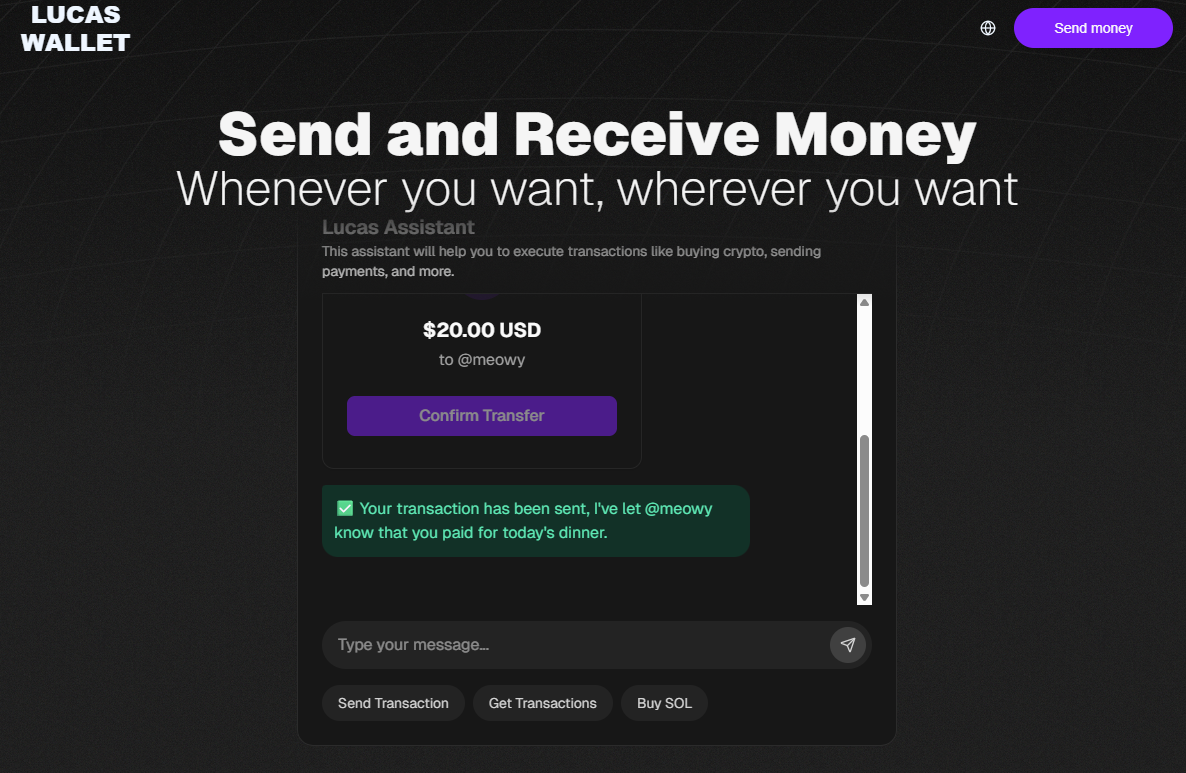 LUCAS
WALLET
Send money
Send and Receive Money
Whenever you want, wherever you want
Lucas Assistant
This assistant will help you to execute transactions like buying crypto, sending
payments, and more.
$20.00 USD
to @meowy
Confirm Transfer
✅ Your transaction has been sent, I've let @meowy
know that you paid for today's dinner.
Type your message...
Send Transaction
Get Transactions
Buy SOL